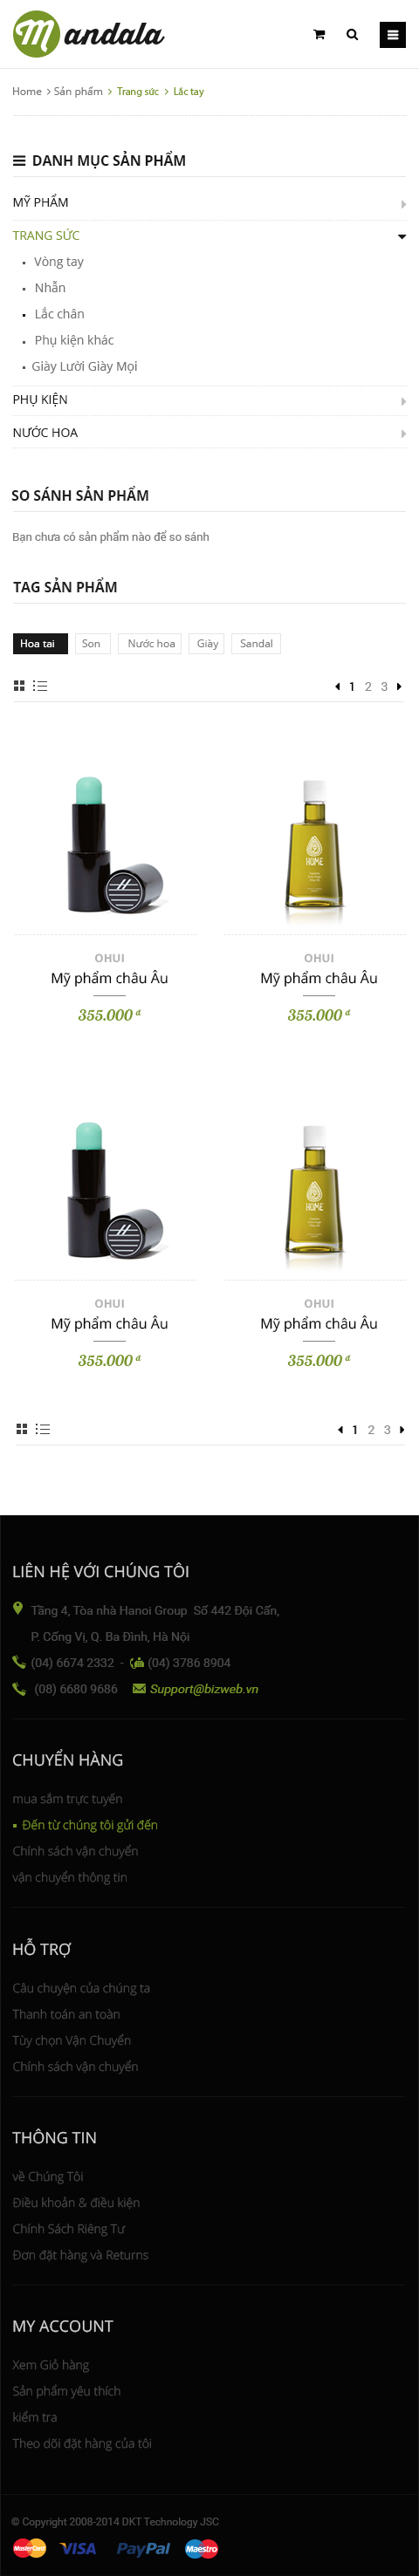 Mandala
Home > Sản phẩm > Trang sức > Lắc tay
DANH MỤC SẢN PHẨM
MỸ PHẨM
TRANG SỨC
Vòng tay
Nhẫn
Lắc chân
Phụ kiện khác
Giày Lười Giày Mọi
PHỤ KIỆN
NƯỚC HOA
SO SÁNH SẢN PHẨM
Bạn chưa có sản phẩm nào để so sánh
TAG SẢN PHẨM
Hoa tai Son Nước hoa Giày Sandal
1 2 3
HOME
OHUI OHUI
Mỹ phẩm châu Âu Mỹ phẩm châu Âu
355.000 đ 355.000 đ
HOME
OHUI OHUI
Mỹ phẩm châu Âu Mỹ phẩm châu Âu
355.000 đ 355.000 đ
1 2 3
LIÊN HỆ VỚI CHÚNG TÔI
Tầng 4, Tòa nhà Hanoi Group Số 442 Đội Cấn,
P. Cống Vị, Q. Ba Đình, Hà Nội
(04) 6674 2332 - (04) 3786 8904
(08) 6680 9686 Support@bizweb.vn
CHUYỂN HÀNG
mua sắm trực tuyến
Đến từ chúng tôi gửi đến
Chính sách vận chuyển
vận chuyển thông tin
HỖ TRỢ
Câu chuyện của chúng ta
Thanh toán an toàn
Tùy chọn Vận Chuyển
Chính sách vận chuyển
THÔNG TIN
về Chúng Tôi
Điều khoản & điều kiện
Chính Sách Riêng Tư
Đơn đặt hàng và Returns
MY ACCOUNT
Xem Giỏ hàng
Sản phẩm yêu thích
kiểm tra
Theo dõi đặt hàng của tôi
© Copyright 2008-2014 DKT Technology JSC
MasterCard VISA PayPal Maestro